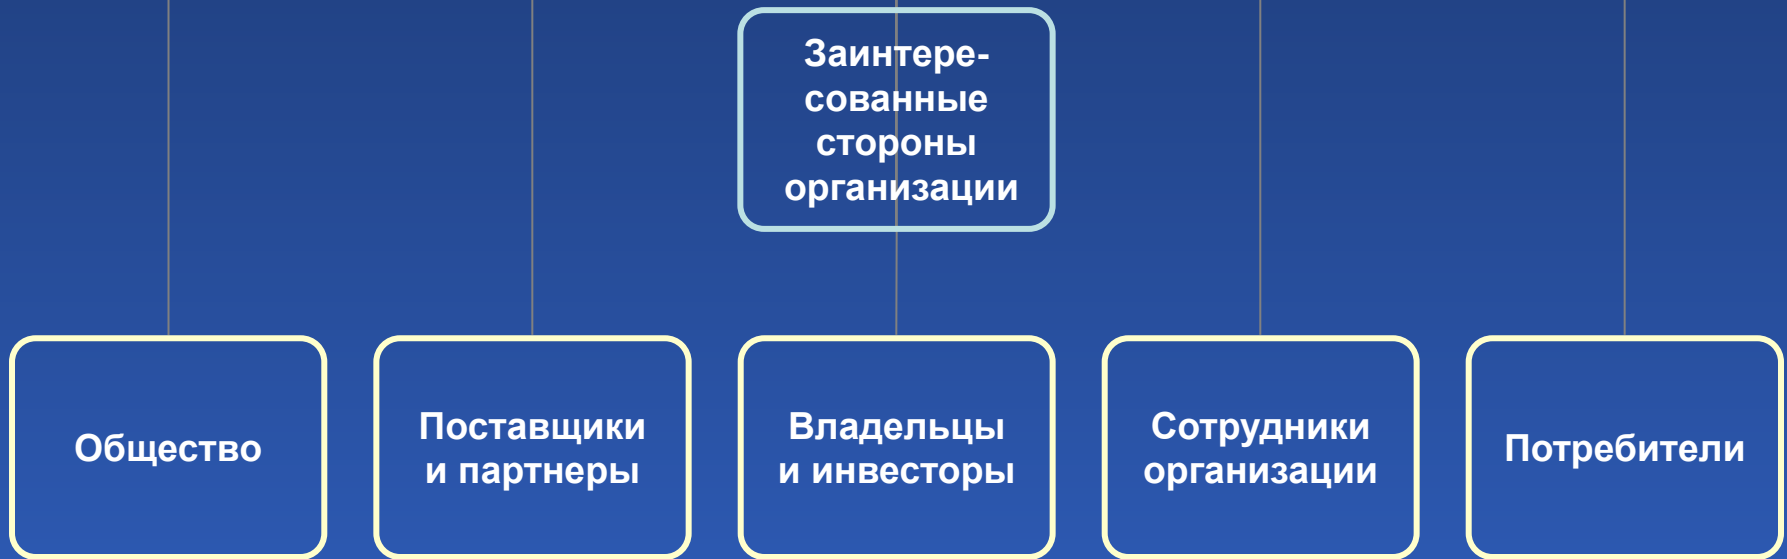 Заинтере-
сованные
стороны
организации
Общество
Поставщики
и партнеры
Владельцы
и инвесторы
Сотрудники
организации
Потребители